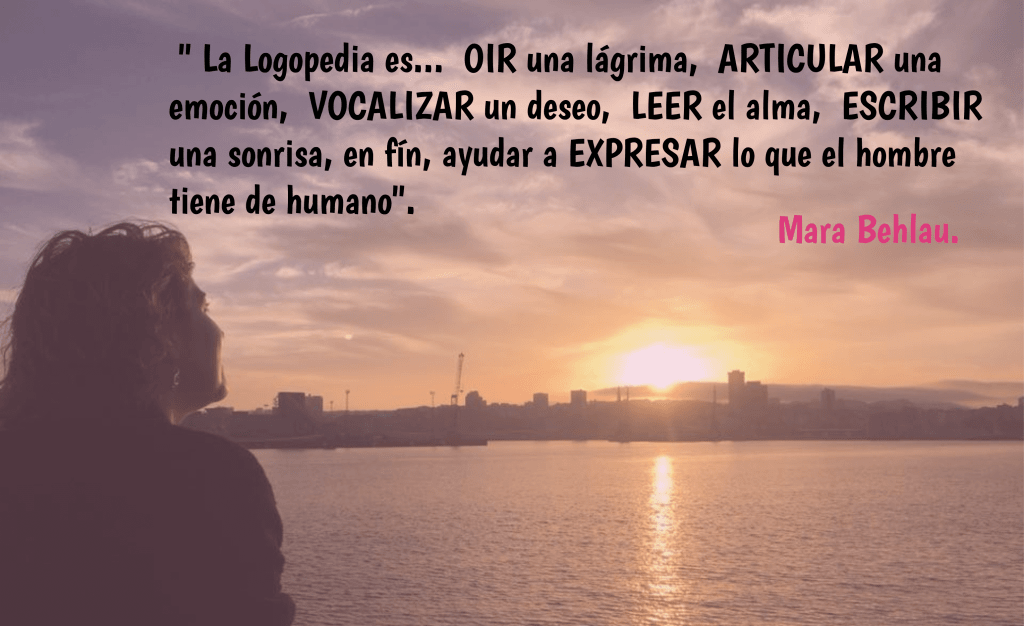 " La Logopedia es... OIR una lágrima, ARTICULAR una
emoción, VOCALIZAR un deseo, LEER el alma, ESCRIBIR
una sonrisa, en fín, ayudar a EXPRESAR lo que el hombre
tiene de humano".
Mara Behlau.